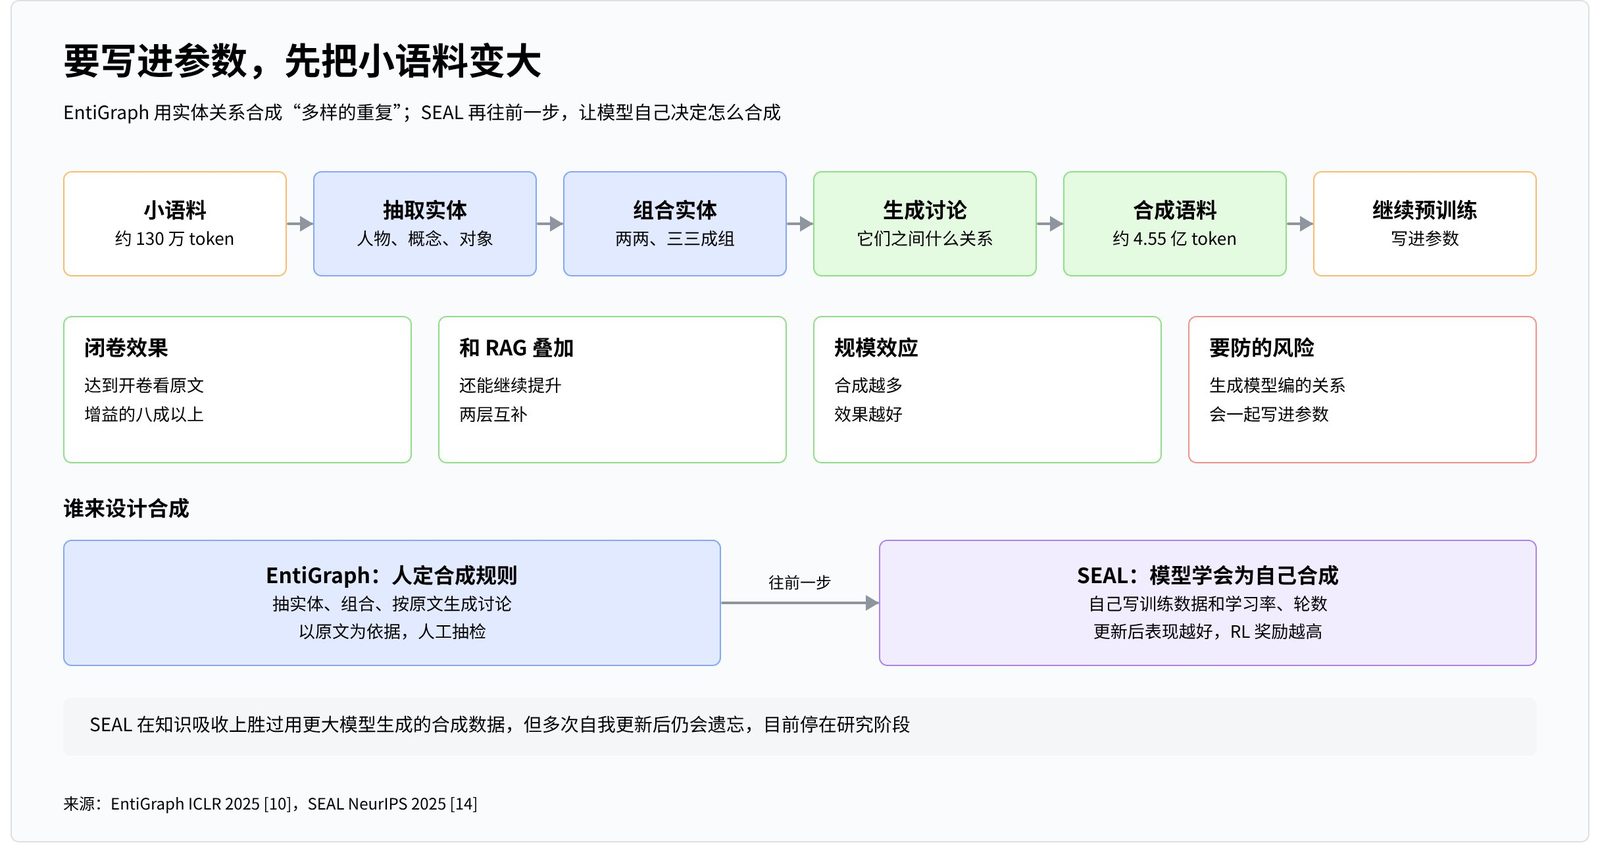 要写进参数，先把小语料变大
EntiGraph 用实体关系合成“多样的重复”；SEAL 再往前一步，让模型自己决定怎么合成
小语料
约 130 万 token
抽取实体
人物、概念、对象
组合实体
两两、三三成组
生成讨论
它们之间什么关系
合成语料
约 4.55 亿 token
继续预训练
写进参数
闭卷效果
达到开卷看原文
增益的八成以上
和 RAG 叠加
还能继续提升
两层互补
规模效应
合成越多
效果越好
要防的风险
生成模型编的关系
会一起写进参数
谁来设计合成
EntiGraph：人定合成规则
抽实体、组合、按原文生成讨论
以原文为依据，人工抽检
往前一步
SEAL：模型学会为自己合成
自己写训练数据和学习率、轮数
更新后表现越好，RL 奖励越高
SEAL 在知识吸收上胜过用更大模型生成的合成数据，但多次自我更新后仍会遗忘，目前停在研究阶段
来源：EntiGraph ICLR 2025 [10]，SEAL NeurIPS 2025 [14]